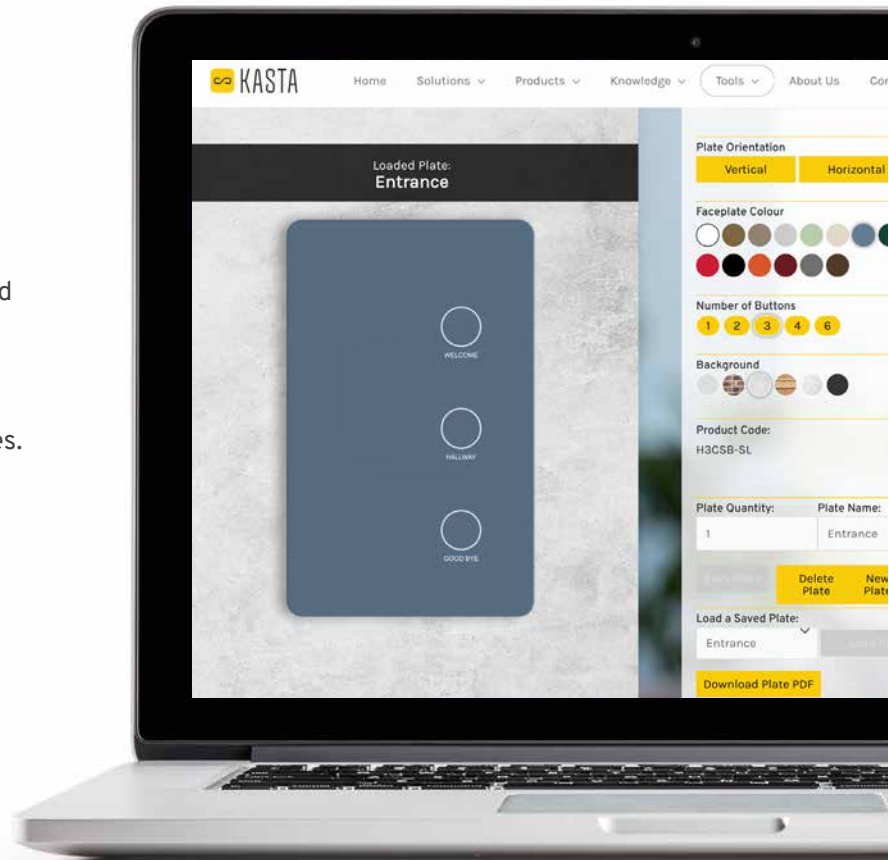 KASTA
Home Solutions Products Knowledge Tools About Us
Loaded Plate:
Entrance
WELCOME
HALLWAY
GOOD BYE
Plate Orientation
Vertical Horizontal
Faceplate Colour
Number of Buttons
1 2 3 4 6
Background
Product Code:
H3CSB-SL
Plate Quantity: Plate Name:
1 Entrance
Delete Plate
New Plate
Load a Saved Plate:
Entrance
Download Plate PDF
d
es.